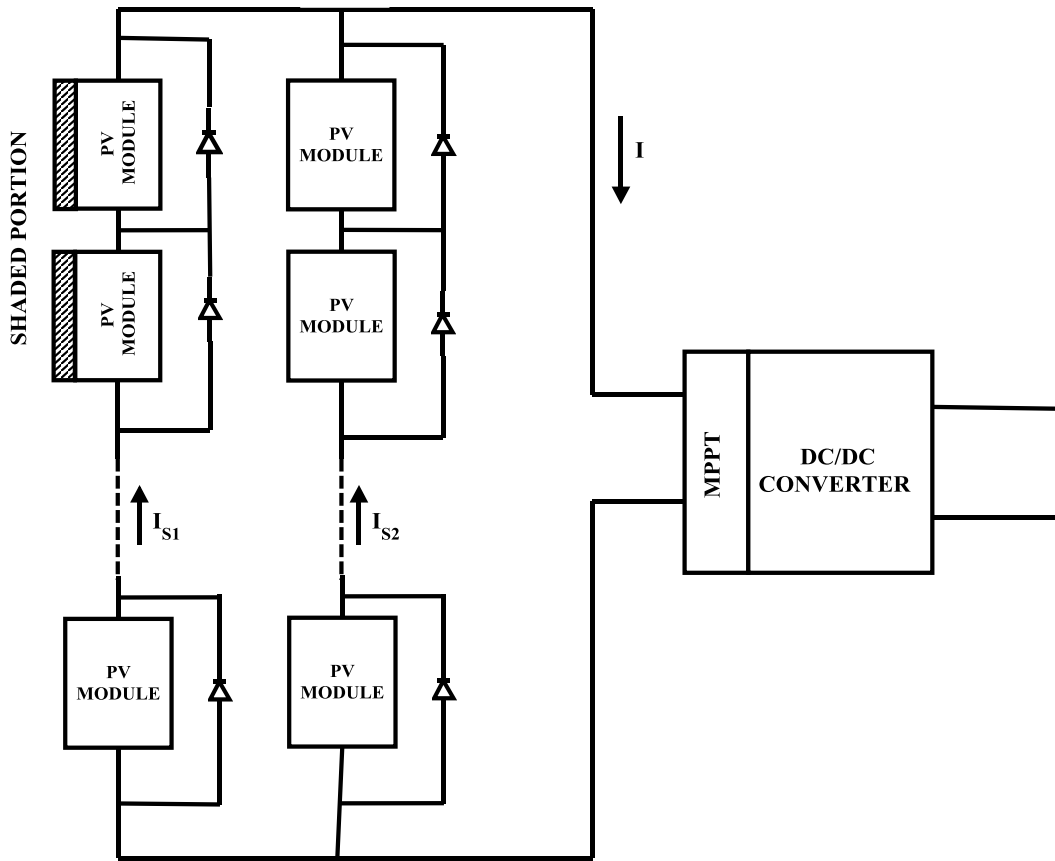 SHADED PORTION
PV
MODULE
PV
MODULE
PV
MODULE
PV
MODULE
I
MPPT
DC/DC
CONVERTER
I_S1
I_S2
PV
MODULE
PV
MODULE